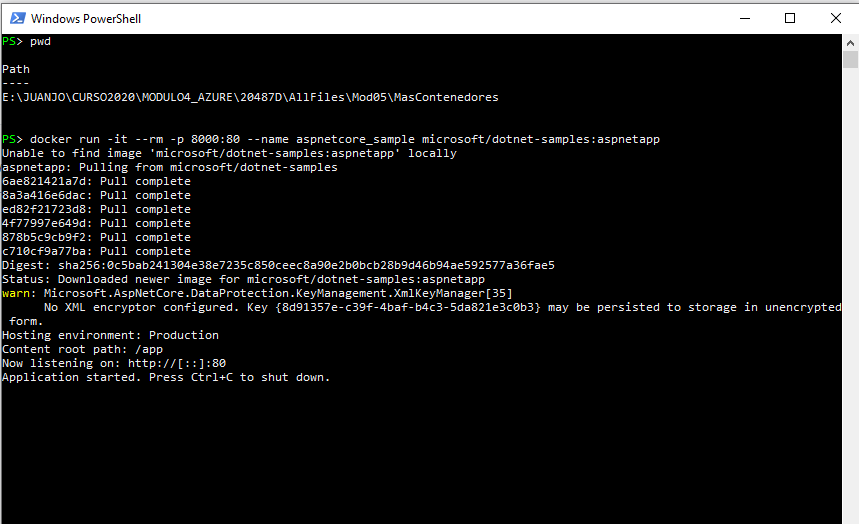 Windows PowerShell
PS> pwd
Path
----
E:\JUANJO\CURSO2020\MODULO4_AZURE\20487D\AllFiles\Mod05\MasContenedores
PS> docker run -it --rm -p 8000:80 --name aspnetcore_sample microsoft/dotnet-samples:aspnetapp
Unable to find image 'microsoft/dotnet-samples:aspnetapp' locally
aspnetapp: Pulling from microsoft/dotnet-samples
6ae821421a7d: Pull complete
8a3a416e6dac: Pull complete
ed82f21723d8: Pull complete
4f77997e649d: Pull complete
878b5c9cb9f2: Pull complete
c710cf9a77ba: Pull complete
Digest: sha256:0c5bab241304e38e7235c850ceec8a90e2b0bcb28b9d46b94ae592577a36fae5
Status: Downloaded newer image for microsoft/dotnet-samples:aspnetapp
warn: Microsoft.AspNetCore.DataProtection.KeyManagement.XmlKeyManager[35]
      No XML encryptor configured. Key {8d91357e-c39f-4baf-b4c3-5da821e3c0b3} may be persisted to storage in unencrypted
 form.
Hosting environment: Production
Content root path: /app
Now listening on: http://[::]:80
Application started. Press Ctrl+C to shut down.